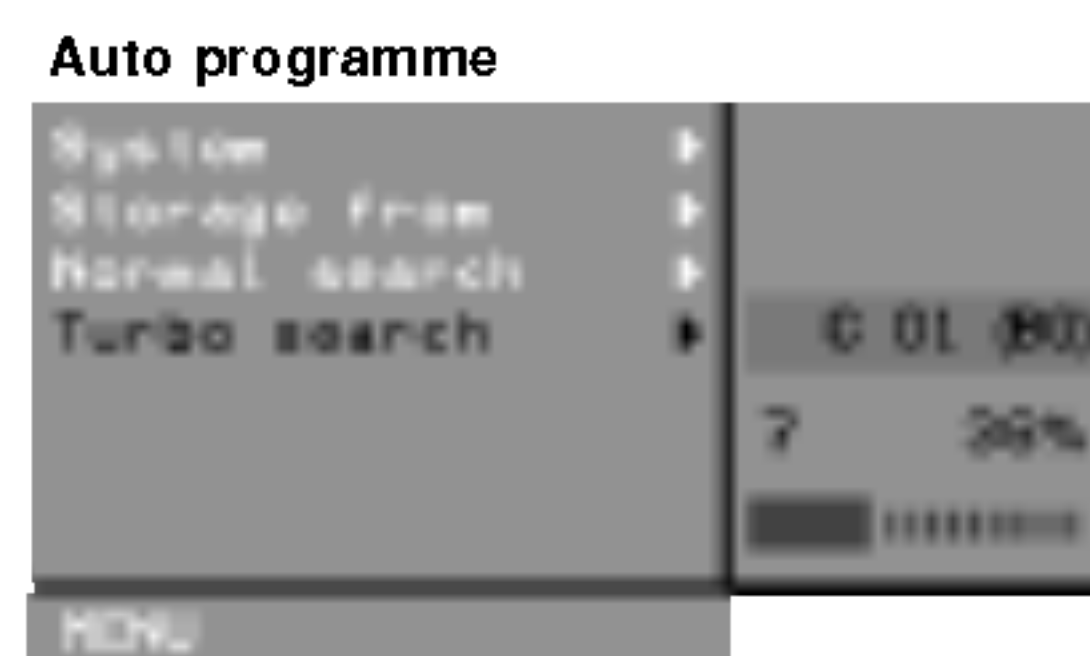 Auto programme
System
Storage from
Normal search
Turbo search
C 01
7
MENU